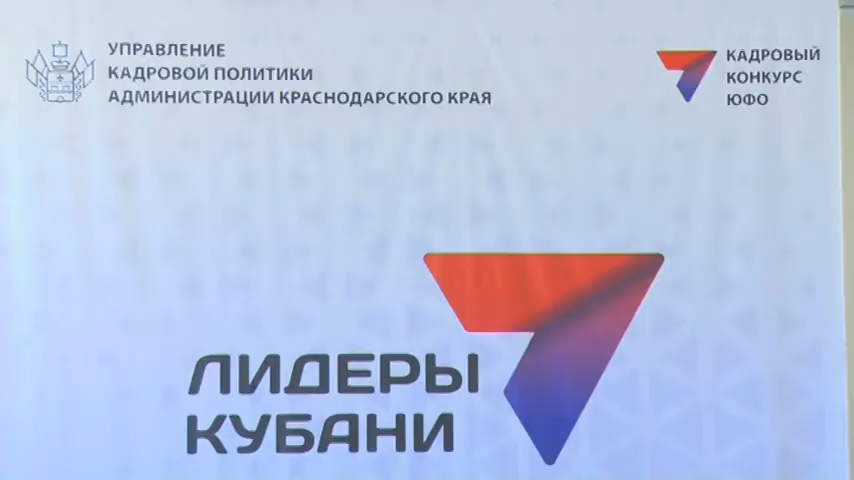 УПРАВЛЕНИЕ
КАДРОВОЙ ПОЛИТИКИ
АДМИНИСТРАЦИИ КРАСНОДАРСКОГО КРАЯ
КАДРОВЫЙ
КОНКУРС
ЮФО
ЛИДЕРЫ
КУБАНИ